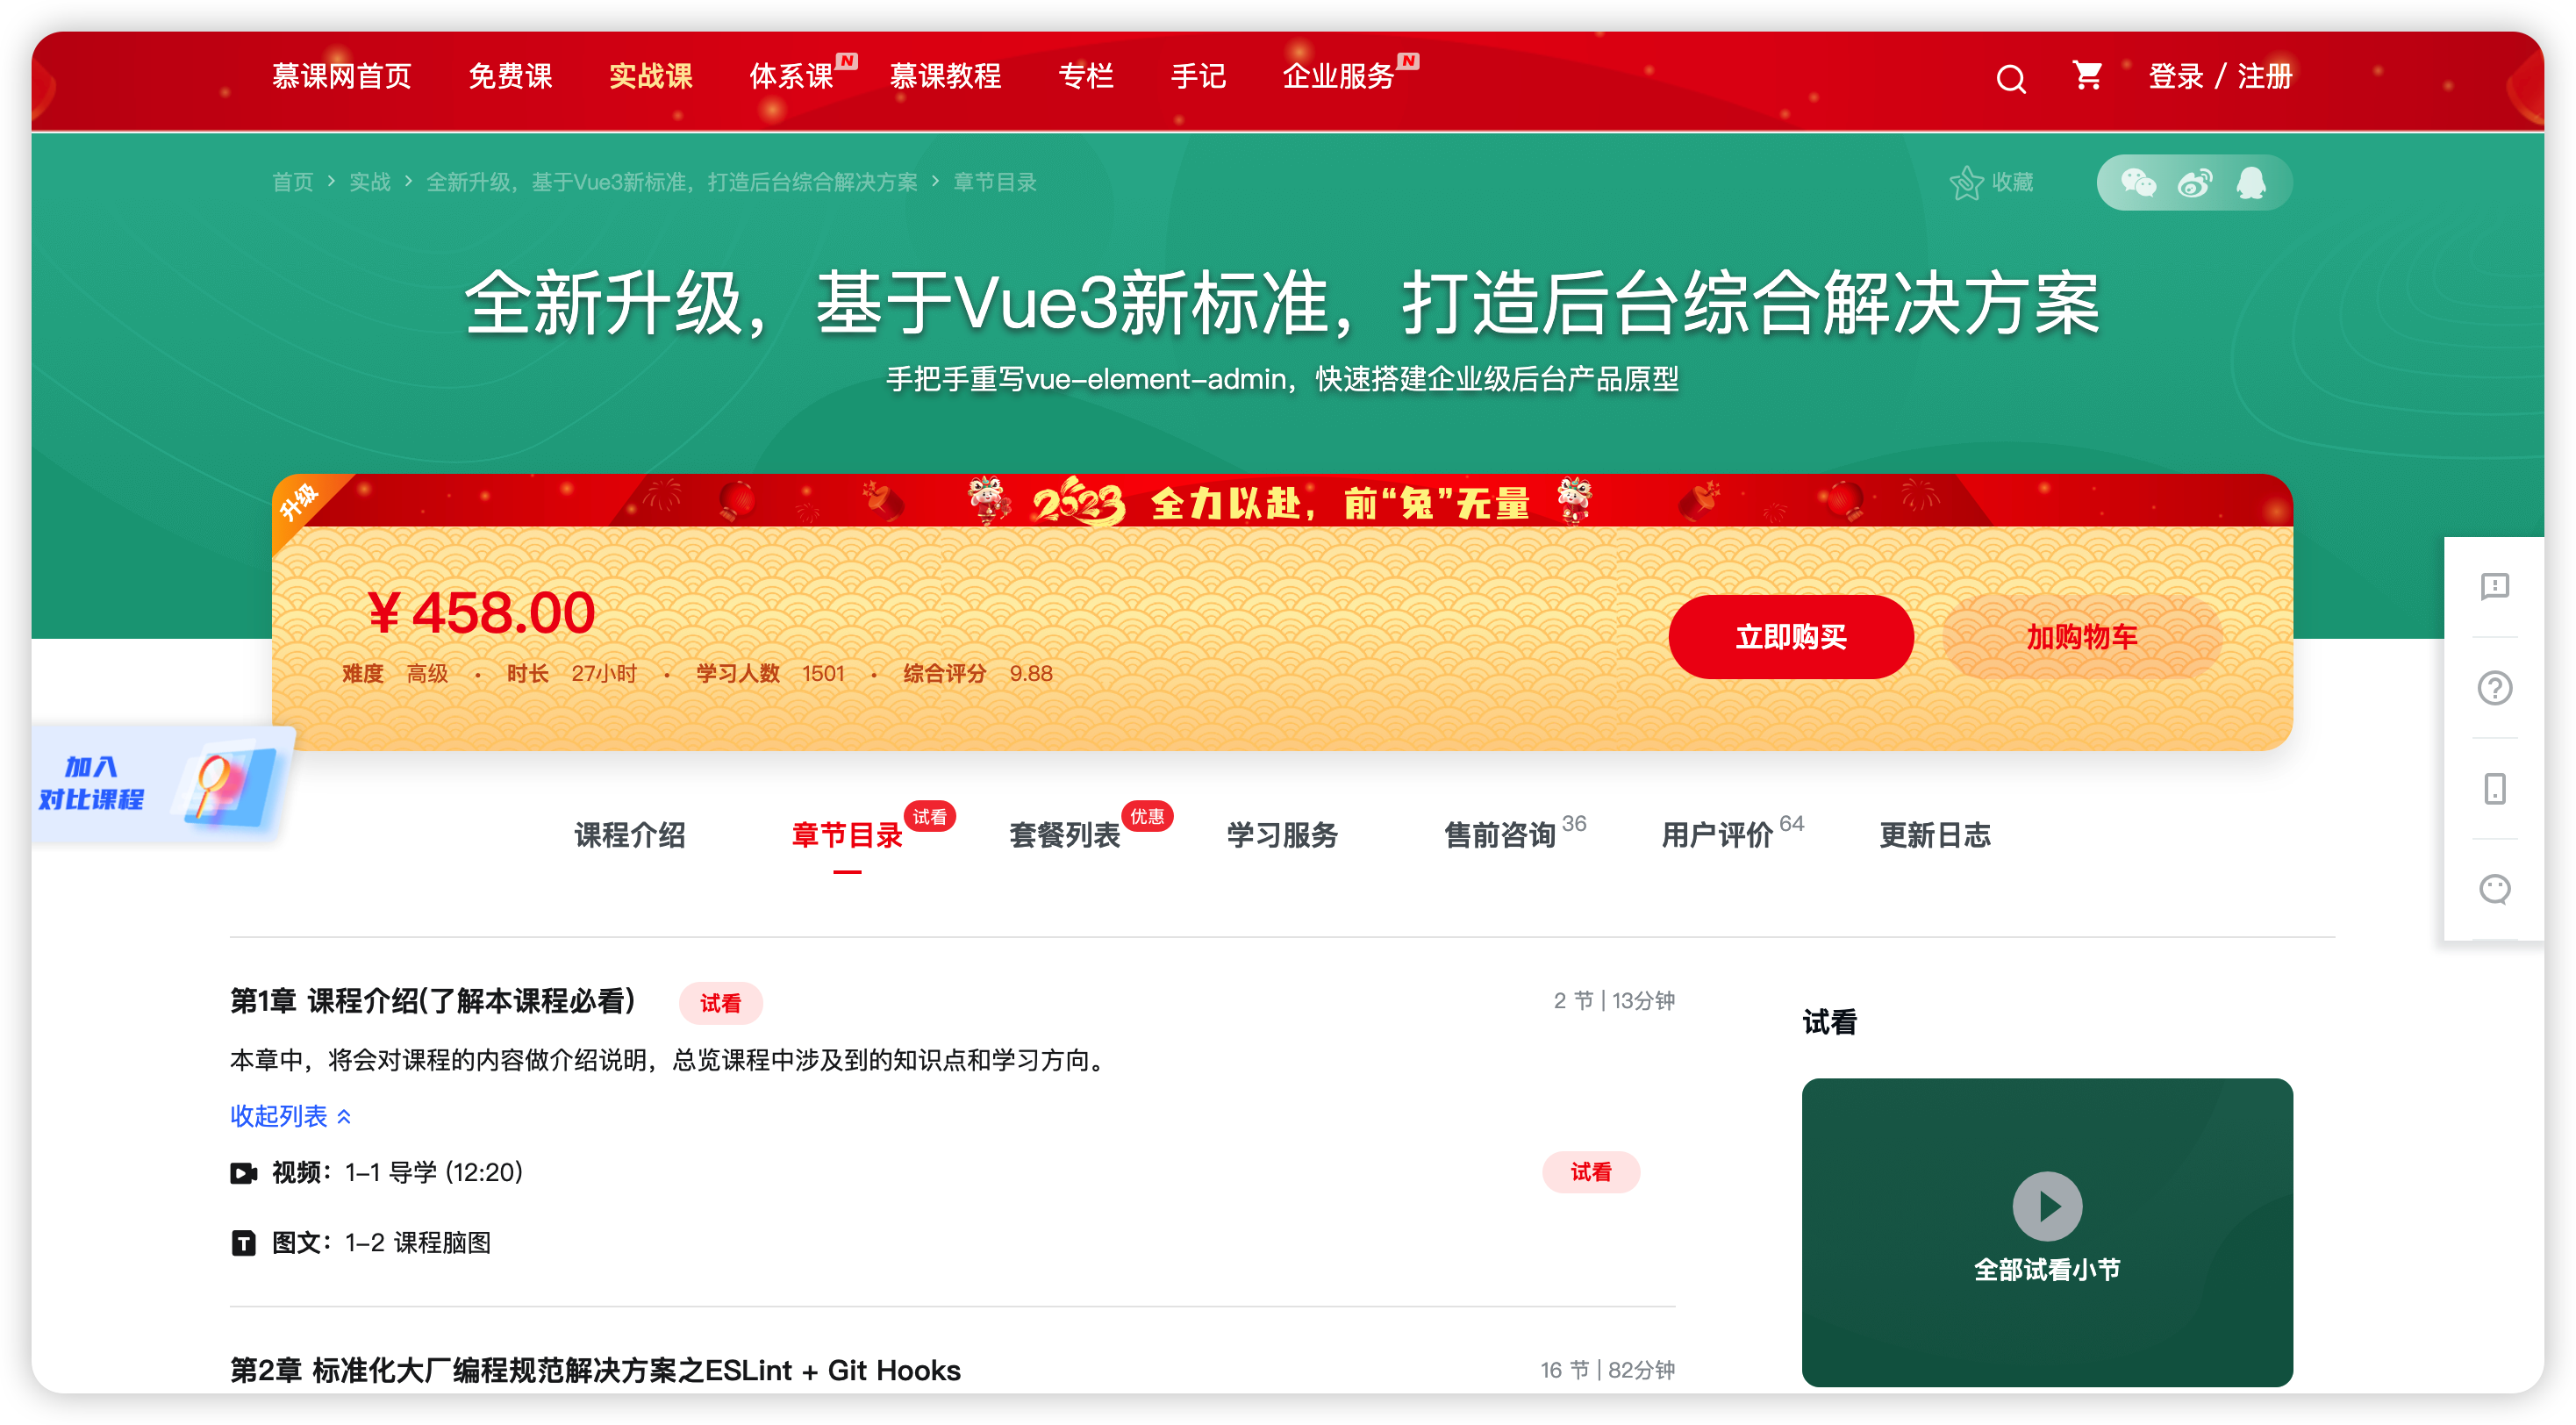 慕课网首页 免费课 实战课 体系课 N 慕课教程 专栏 手记 企业服务 N 登录 / 注册
首页 > 实战 > 全新升级，基于Vue3新标准，打造后台综合解决方案 > 章节目录 收藏
全新升级，基于Vue3新标准，打造后台综合解决方案
手把手重写vue-element-admin，快速搭建企业级后台产品原型
升级
2023 全力以赴，前“兔”无量
￥458.00
立即购买 加购物车
难度 高级 · 时长 27小时 · 学习人数 1501 · 综合评分 9.88
加入
对比课程
课程介绍 章节目录 试看 套餐列表 优惠 学习服务 售前咨询 36 用户评价 64 更新日志
第1章 课程介绍(了解本课程必看) 试看 2 节 | 13分钟
试看
本章中，将会对课程的内容做介绍说明，总览课程中涉及到的知识点和学习方向。
收起列表
视频：1-1 导学 (12:20) 试看
T 图文：1-2 课程脑图
全部试看小节
第2章 标准化大厂编程规范解决方案之ESLint + Git Hooks 16 节 | 82分钟